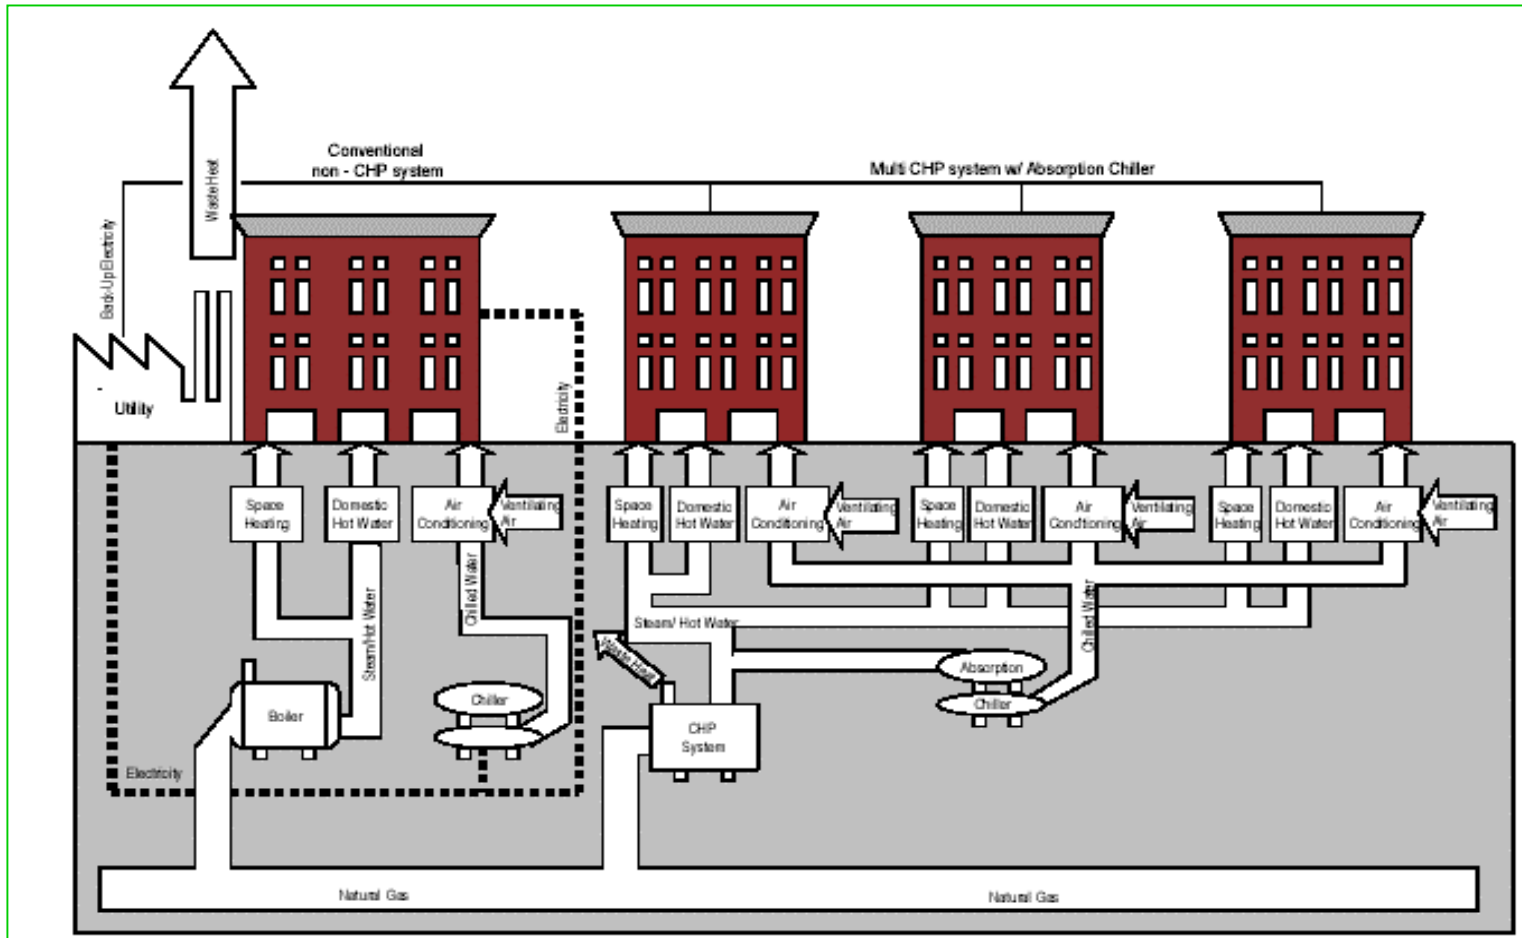 Conventional
non - CHP system
Multi CHP system w/ Absorption Chiller
Waste Heat
Back-Up Electricity
Utility
Electricity
Space
Heating
Domestic
Hot Water
Air
Conditioning
Ventilating
Air
Space
Heating
Domestic
Hot Water
Air
Conditioning
Ventilating
Air
Space
Heating
Domestic
Hot Water
Air
Conditioning
Ventilating
Air
Space
Heating
Domestic
Hot Water
Air
Conditioning
Ventilating
Air
Steam/Hot Water
Chilled Water
Steam/ Hot Water
Chilled Water
Waste Heat
Boiler
Chiller
Absorption
Chiller
CHP
System
Electricity
Natural Gas
Natural Gas